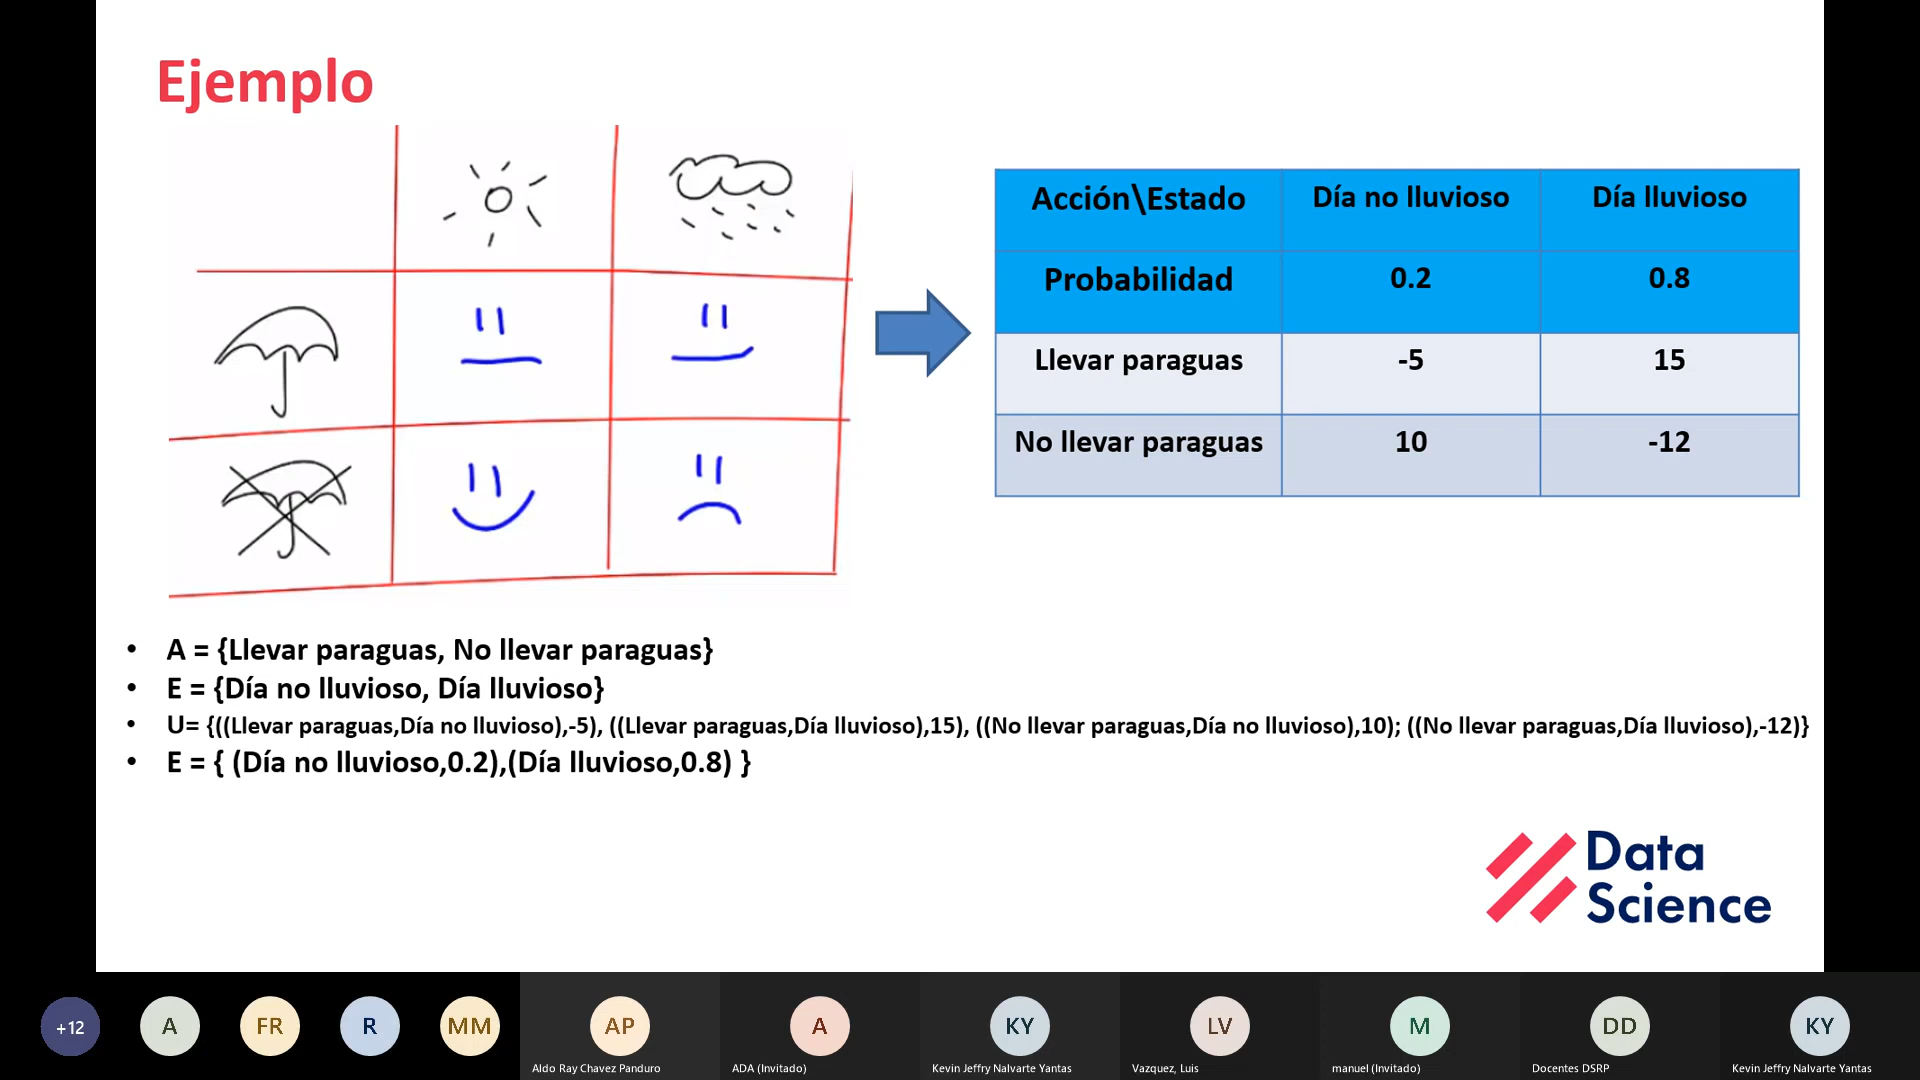 Ejemplo
Acción\Estado Día no lluvioso Día lluvioso
Probabilidad 0.2 0.8
Llevar paraguas -5 15
No llevar paraguas 10 -12
• A = {Llevar paraguas, No llevar paraguas}
• E = {Día no lluvioso, Día lluvioso}
• U= {((Llevar paraguas,Día no lluvioso),-5), ((Llevar paraguas,Día lluvioso),15), ((No llevar paraguas,Día no lluvioso),10); ((No llevar paraguas,Día lluvioso),-12)}
• E = { (Día no lluvioso,0.2),(Día lluvioso,0.8) }
Data
Science
+12 A FR R MM AP A KY LV M DD KY
Aldo Ray Chavez Panduro ADA (Invitado) Kevin Jeffry Nalvarte Yantas Vazquez, Luis manuel (Invitado) Docentes DSRP Kevin Jeffry Nalvarte Yantas